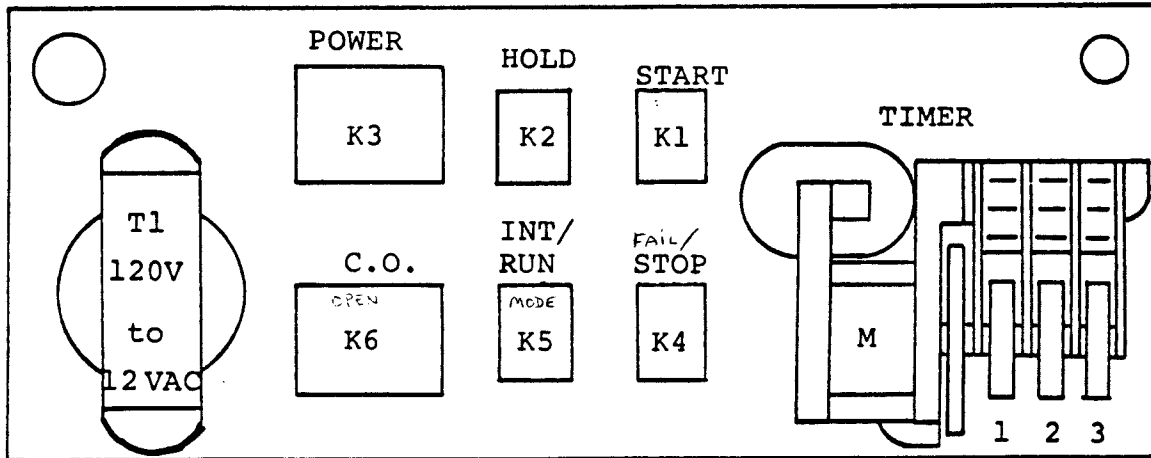 POWER
HOLD
START
TIMER
K3
K2
K1
T1
120V
to
12VAC
C.O.
INT/
RUN
FAIL/
STOP
OPEN
K6
MODE
K5
K4
M
1 2 3